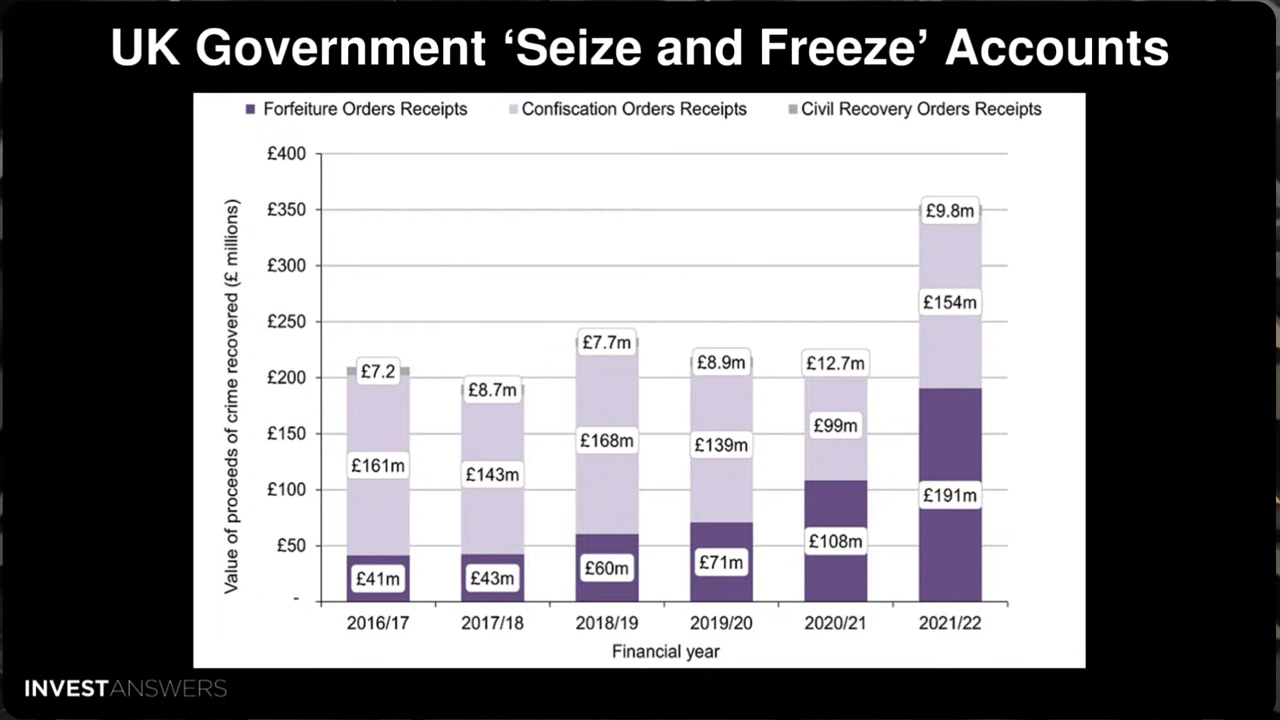 UK Government ‘Seize and Freeze’ Accounts
Forfeiture Orders Receipts Confiscation Orders Receipts Civil Recovery Orders Receipts
Value of proceeds of crime recovered (£ millions)
£400
£350
£300
£250
£200
£150
£100
£50
-
£7.2
£161m
£41m
£8.7m
£143m
£43m
£7.7m
£168m
£60m
£8.9m
£139m
£71m
£12.7m
£99m
£108m
£9.8m
£154m
£191m
2016/17 2017/18 2018/19 2019/20 2020/21 2021/22
Financial year
INVESTANSWERS